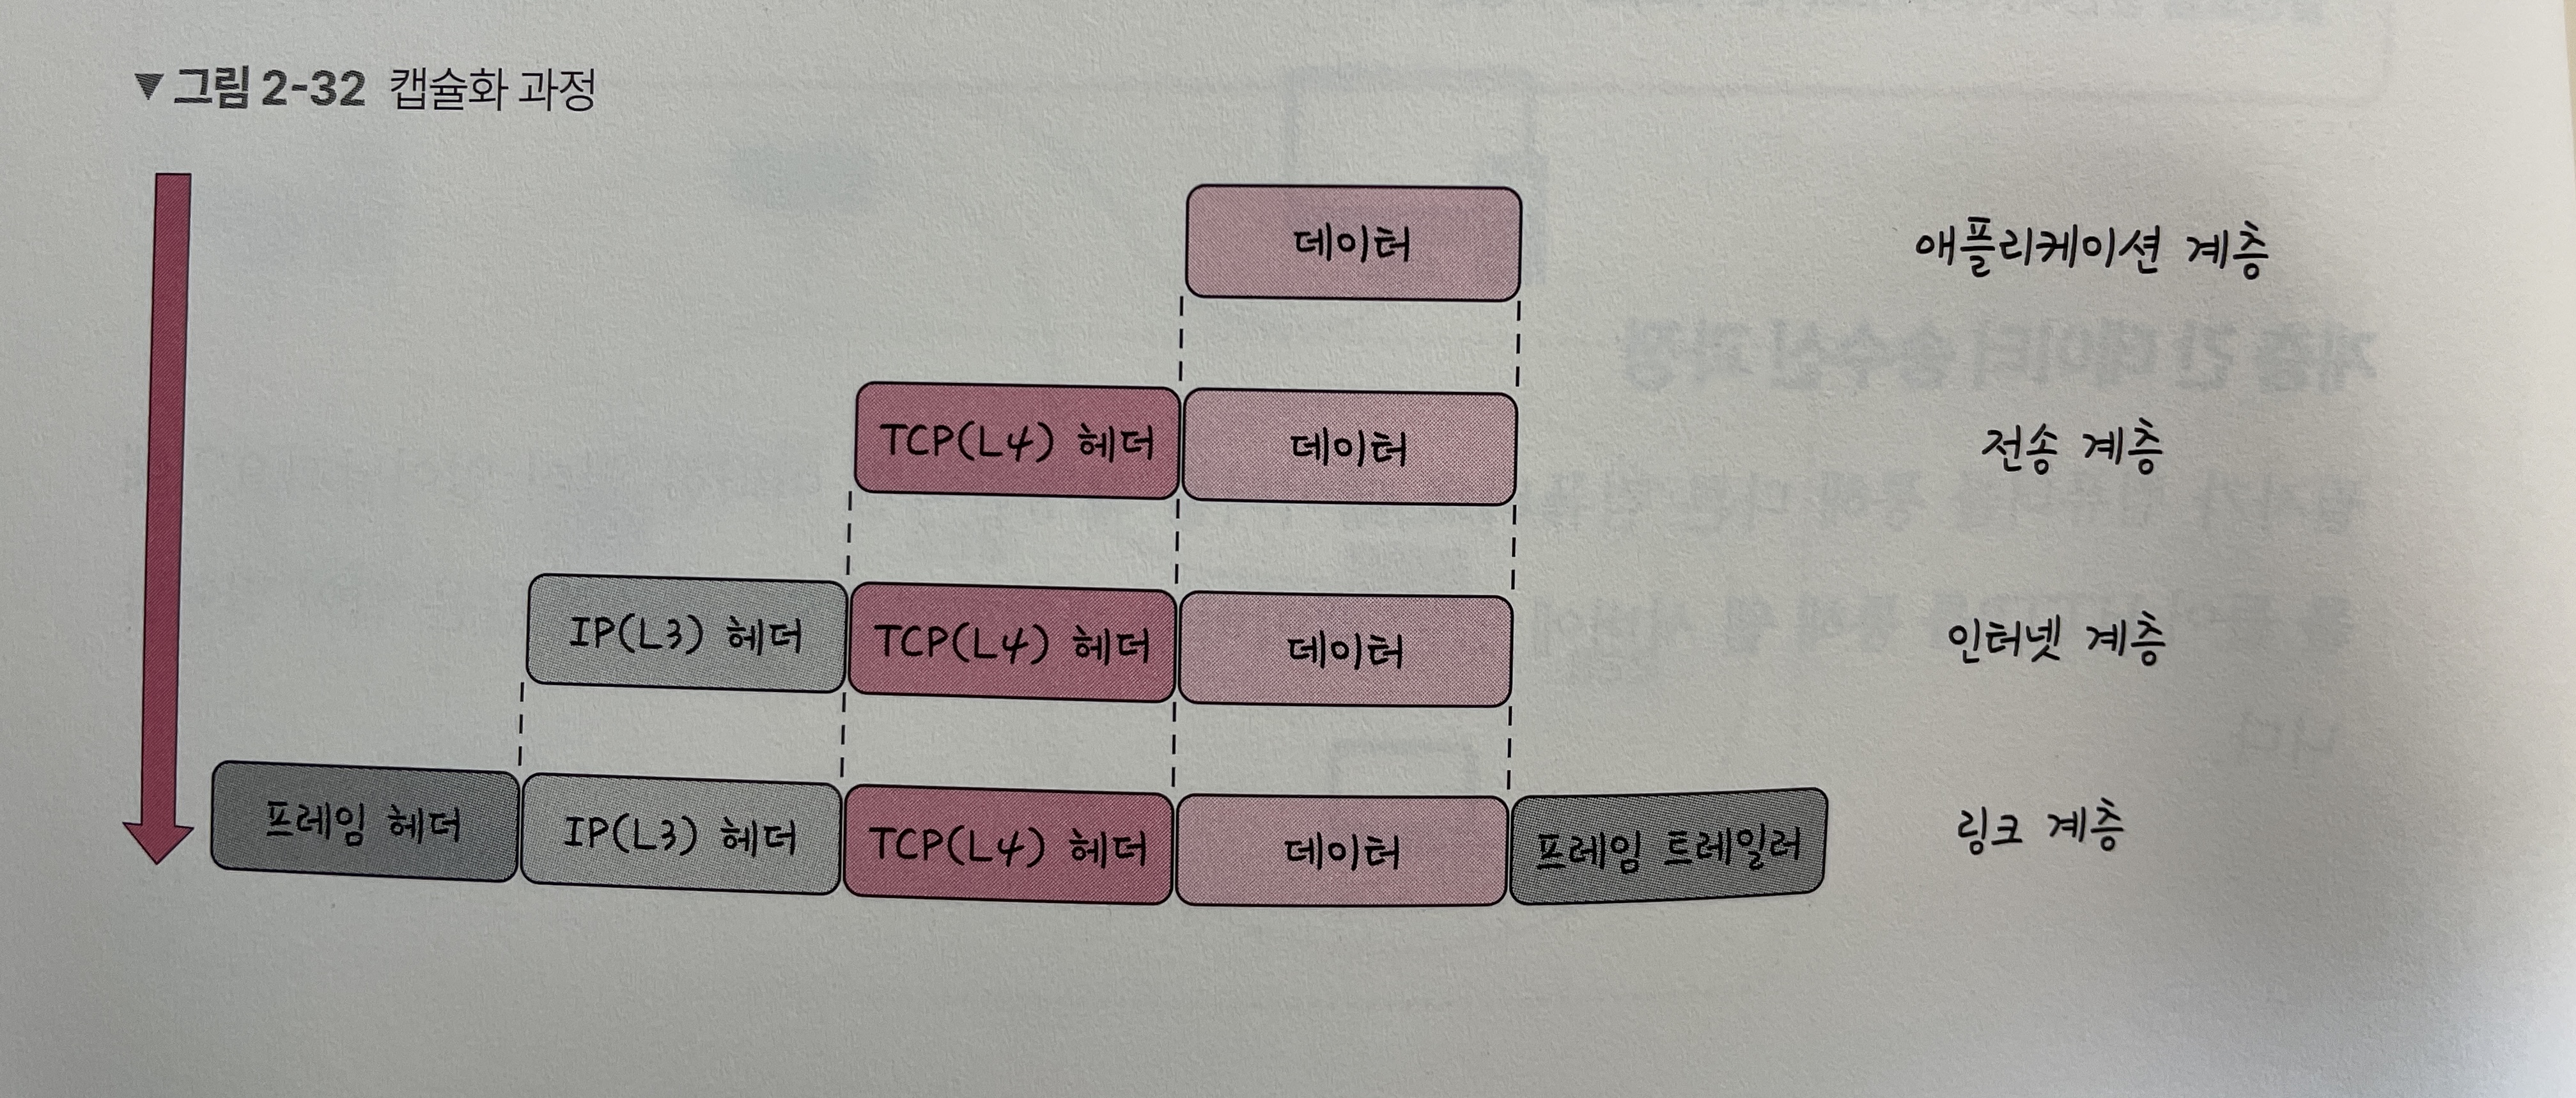 ▼ 그림 2-32 캡슐화 과정
데이터 애플리케이션 계층
TCP(L4) 헤더 데이터 전송 계층
IP(L3) 헤더 TCP(L4) 헤더 데이터 인터넷 계층
프레임 헤더 IP(L3) 헤더 TCP(L4) 헤더 데이터 프레임 트레일러 링크 계층